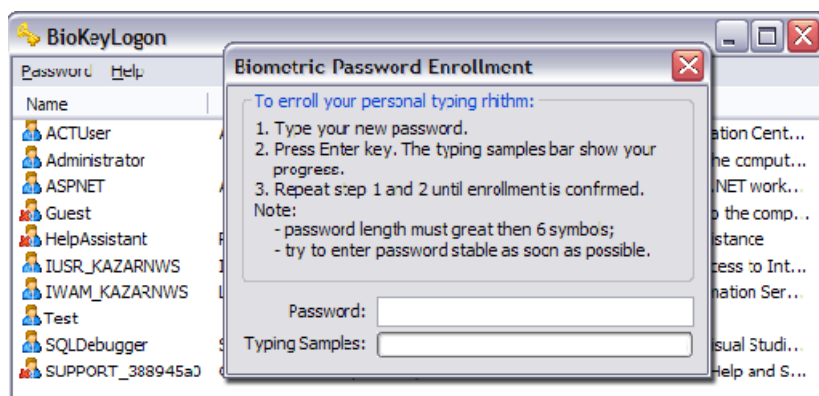 BioKeyLogon
Password Help
Name
Biometric Password Enrollment
To enroll your personal typing rhithm:
1. Type your new password.
2. Press Enter key. The typing samples bar show your
progress.
3. Repeat step 1 and 2 until enrollment is confirmed.
Note:
- password length must great then 6 symbols;
- try to enter password stable as soon as possible.
Password:
Typing Samples:
ACTUser
ation Cent...
Administrator
he comput...
ASPNET
.NET work...
Guest
o the comp...
HelpAssistant
istance
IUSR_KAZARNWS
cess to Int...
IWAM_KAZARNWS
mation Ser...
Test
SQLDebugger
isual Studi...
SUPPORT_388945a0
Help and S...